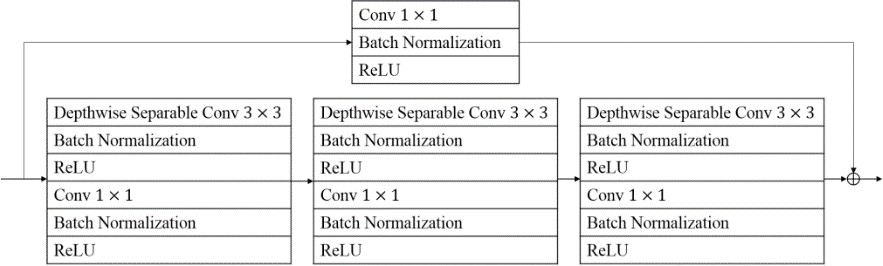 Conv 1 × 1
Batch Normalization
ReLU
Depthwise Separable Conv 3 × 3
Batch Normalization
ReLU
Conv 1 × 1
Batch Normalization
ReLU
Depthwise Separable Conv 3 × 3
Batch Normalization
ReLU
Conv 1 × 1
Batch Normalization
ReLU
Depthwise Separable Conv 3 × 3
Batch Normalization
ReLU
Conv 1 × 1
Batch Normalization
ReLU